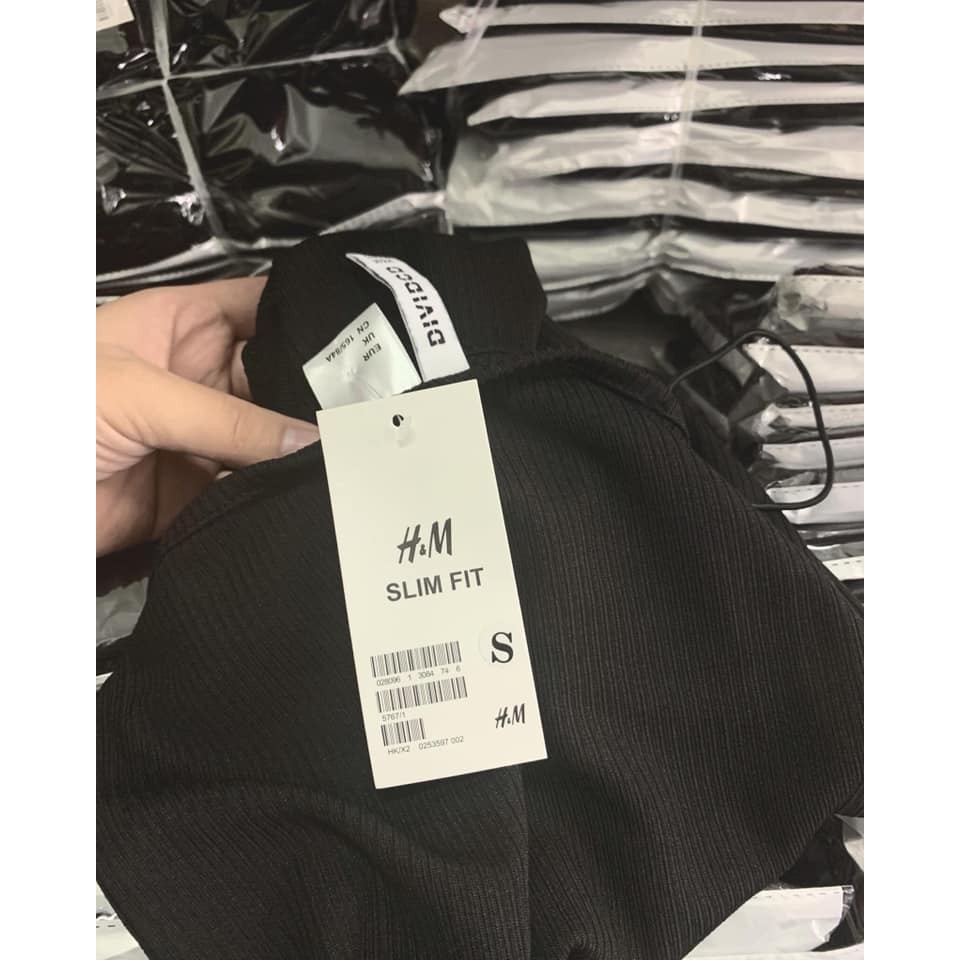 DIVIDED
EUR
UK
CN 165/84A
H&M
SLIM FIT
S
028096 1 3084 74 6
5767/1
H&M
HK/X2 0253597 002